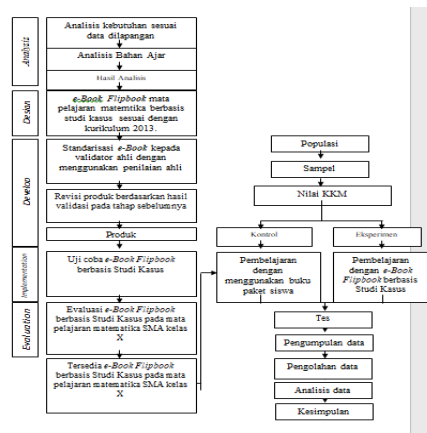 Analysis
Analisis kebutuhan sesuai
data dilapangan
Analisis Bahan Ajar
Hasil Analisis
Design
e-Book Flipbook mata
pelajaran matemtika berbasis
studi kasus sesuai dengan
kurikulum 2013.
Develop
Standarisasi e-Book kepada
validator ahli dengan
menggunakan penilaian ahli
Revisi produk berdasarkan hasil
validasi pada tahap sebelumnya
Produk
Implementation
Uji coba e-Book Flipbook
berbasis Studi Kasus
Evaluation
Evaluasi e-Book Flipbook
berbasis Studi Kasus pada mata
pelajaran matematika SMA kelas
X
Tersedia e-Book Flipbook
berbasis Studi Kasus pada mata
pelajaran matematika SMA kelas
X
Populasi
Sampel
Nilai KKM
Kontrol
Eksperimen
Pembelajaran
dengan
menggunakan buku
paket siswa
Pembelajaran
dengan e-Book
Flipbook berbasis
Studi Kasus
Tes
Pengumpulan data
Pengolahan data
Analisis data
Kesimpulan